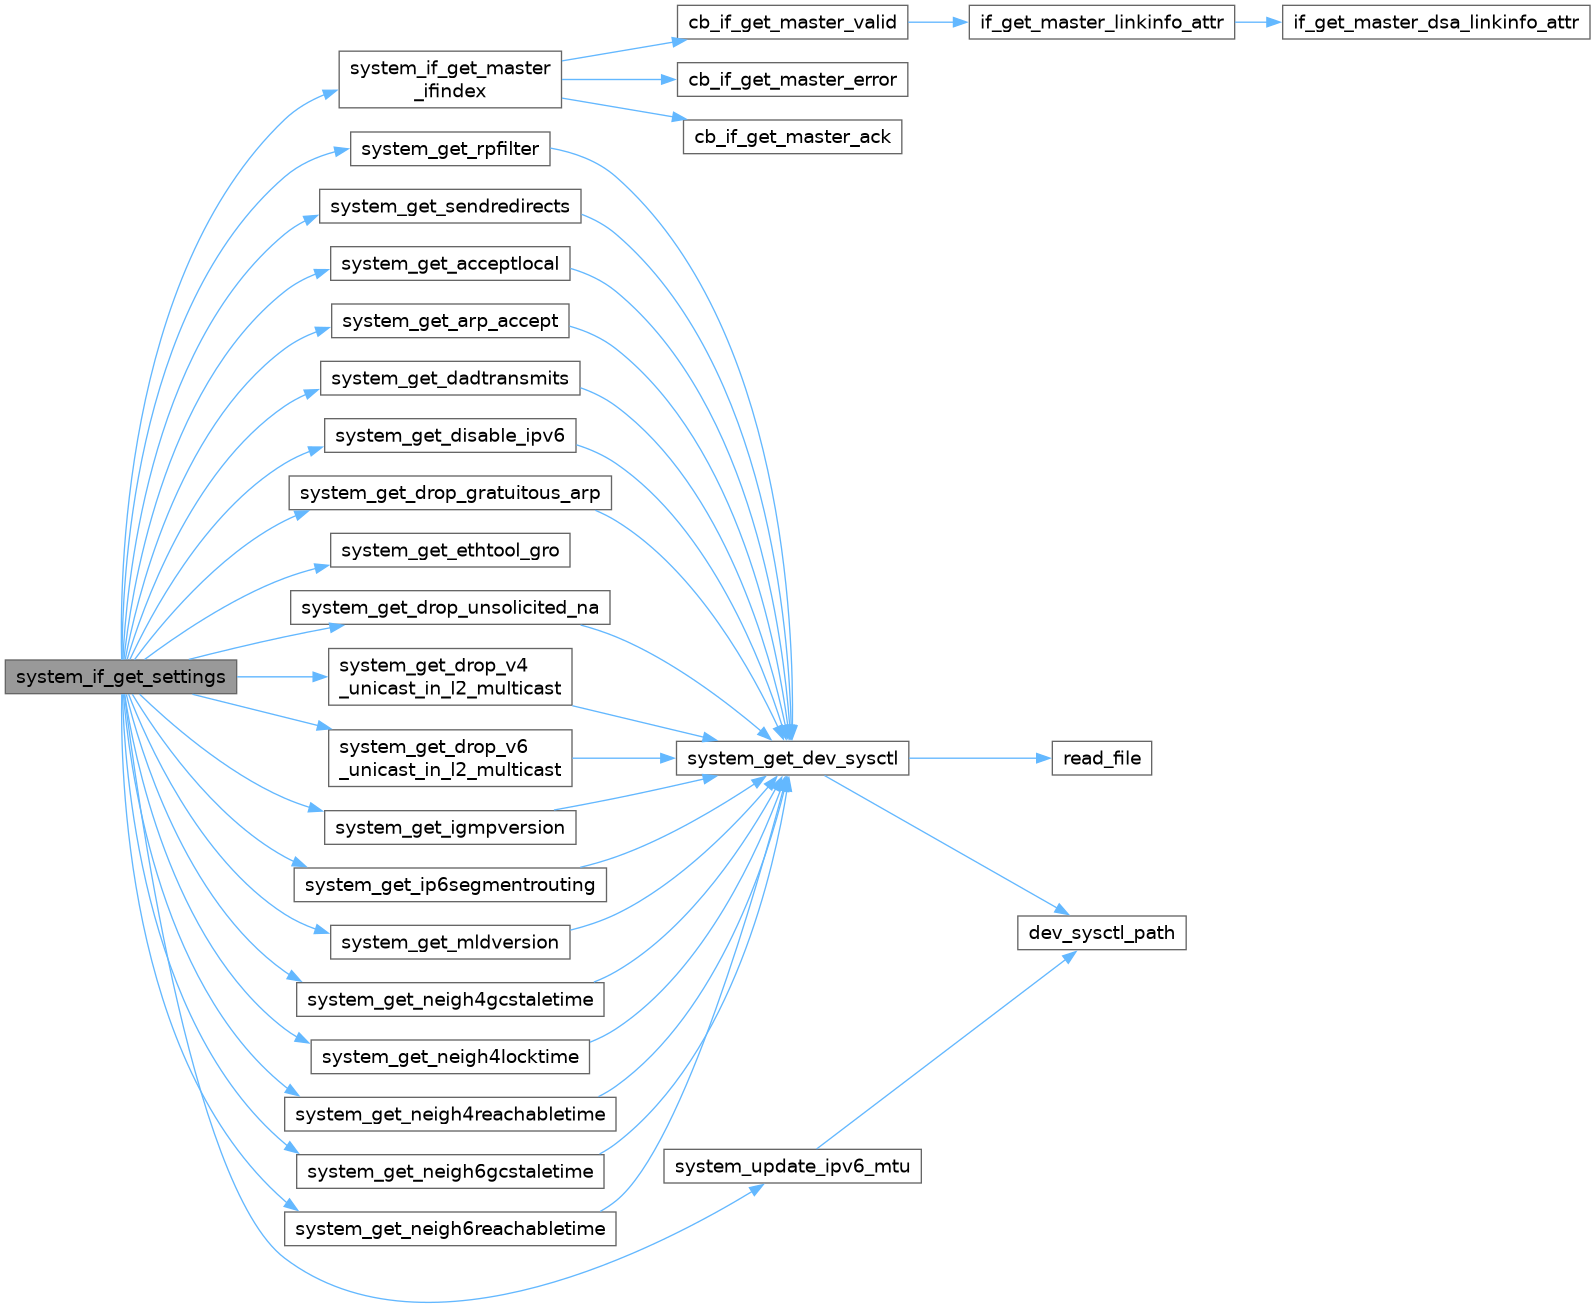 system_if_get_settings
system_if_get_master
_ifindex
system_get_rpfilter
system_get_sendredirects
system_get_acceptlocal
system_get_arp_accept
system_get_dadtransmits
system_get_disable_ipv6
system_get_drop_gratuitous_arp
system_get_ethtool_gro
system_get_drop_unsolicited_na
system_get_drop_v4
_unicast_in_l2_multicast
system_get_drop_v6
_unicast_in_l2_multicast
system_get_igmpversion
system_get_ip6segmentrouting
system_get_mldversion
system_get_neigh4gcstaletime
system_get_neigh4locktime
system_get_neigh4reachabletime
system_get_neigh6gcstaletime
system_get_neigh6reachabletime
cb_if_get_master_valid
cb_if_get_master_error
cb_if_get_master_ack
system_get_dev_sysctl
system_update_ipv6_mtu
if_get_master_linkinfo_attr
read_file
dev_sysctl_path
if_get_master_dsa_linkinfo_attr